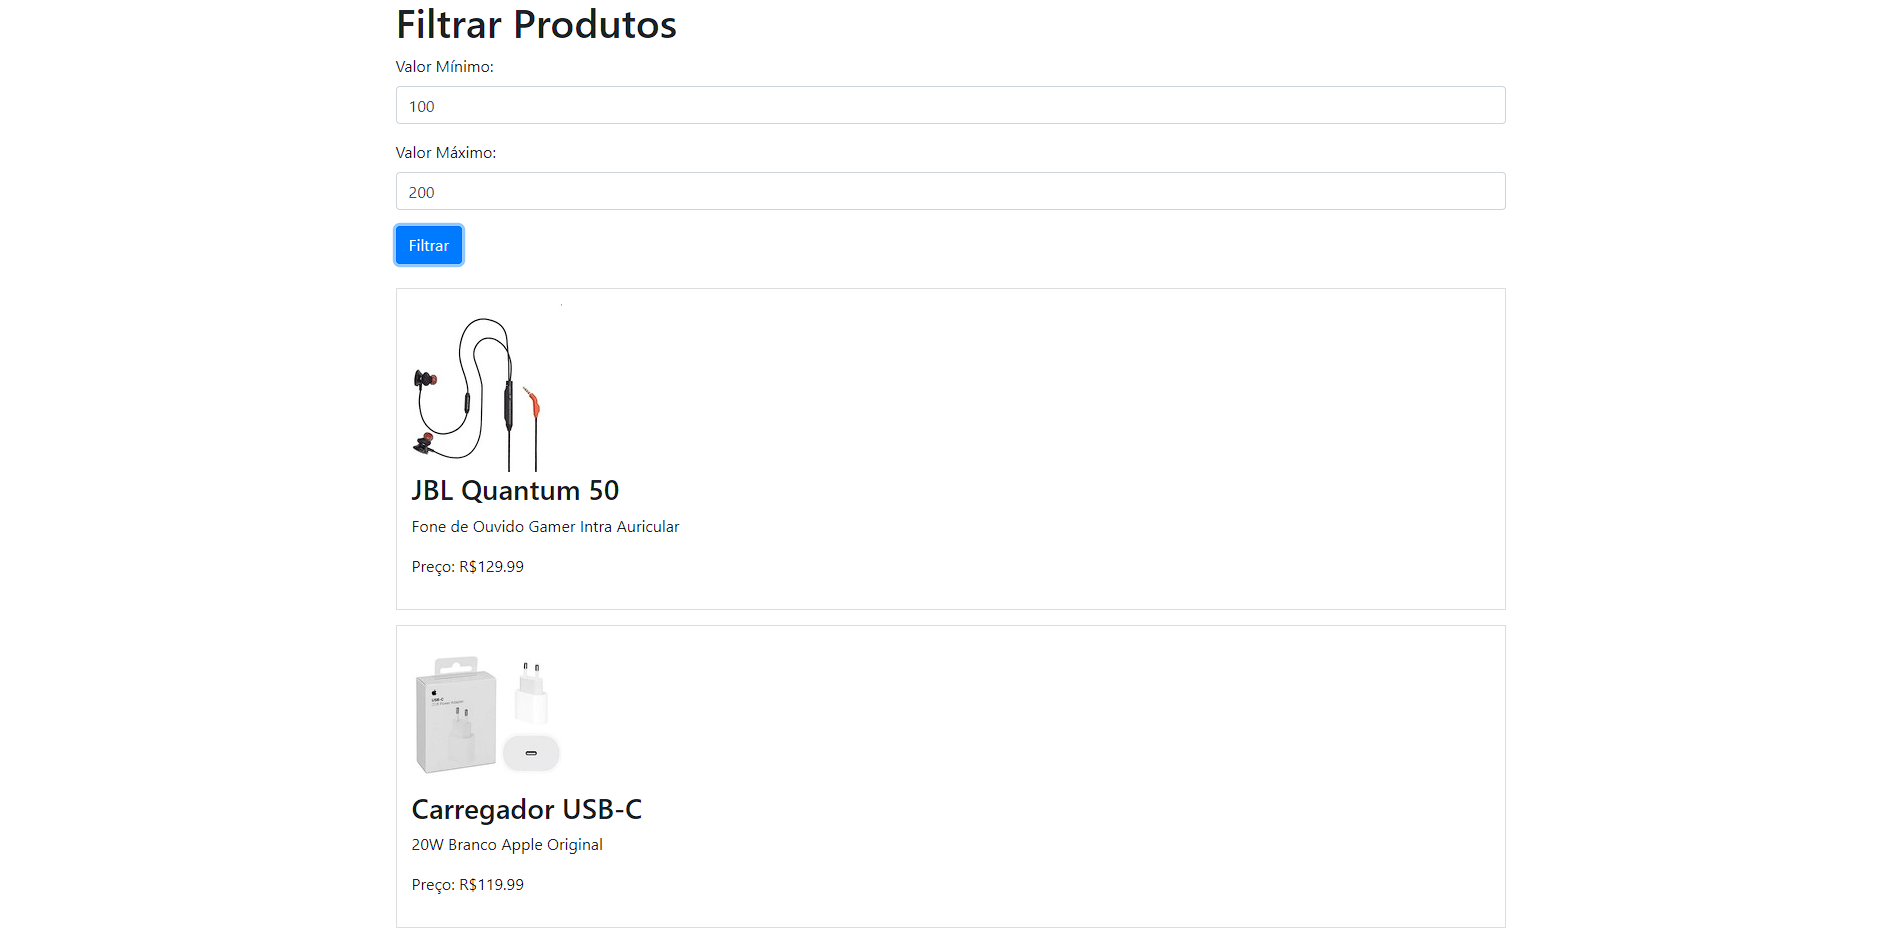 Filtrar Produtos
Valor Mínimo:
100
Valor Máximo:
200
Filtrar
JBL Quantum 50
Fone de Ouvido Gamer Intra Auricular
Preço: R$129.99
USB-C
Carregador USB-C
20W Branco Apple Original
Preço: R$119.99